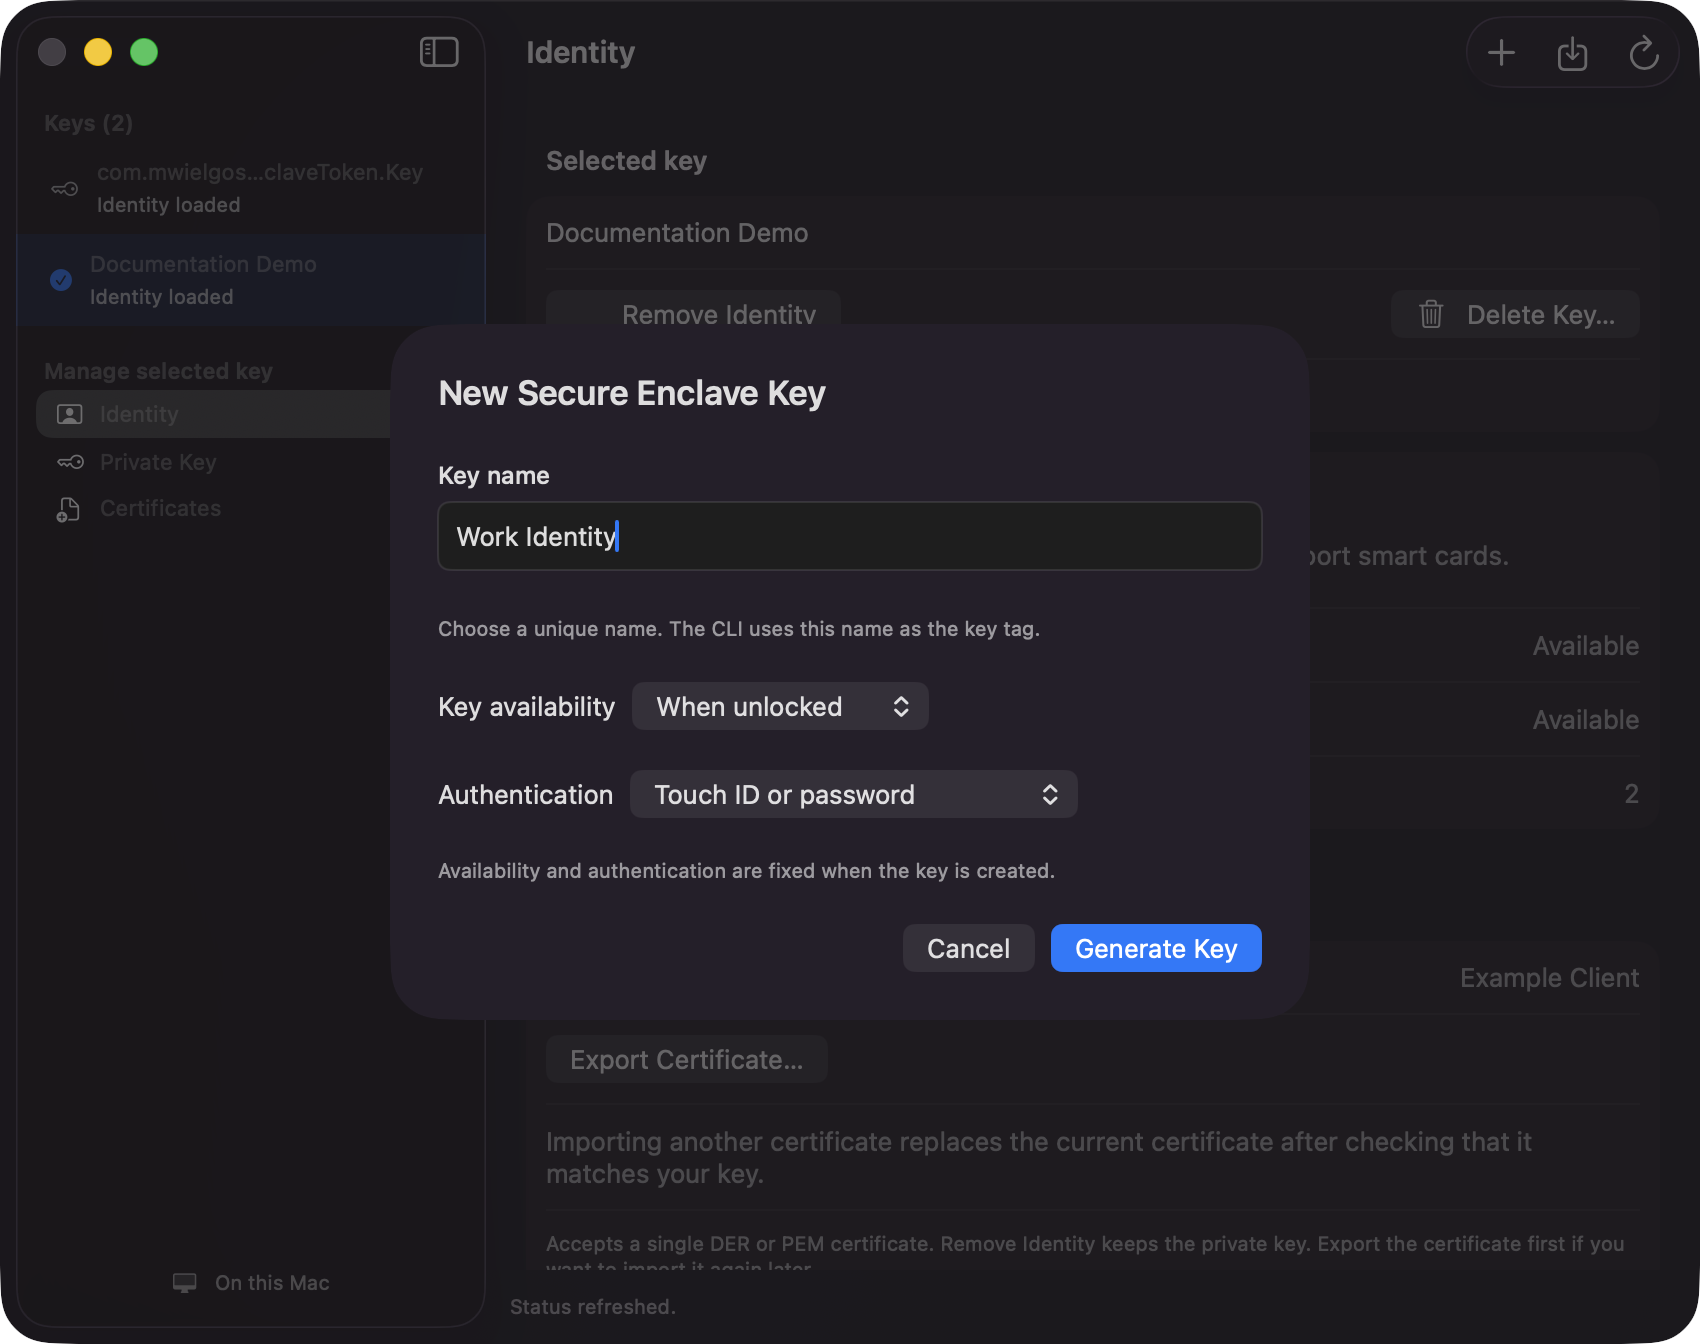 Identity
Keys (2)
com.mwielgos...claveToken.Key
Identity loaded
Documentation Demo
Identity loaded
Manage selected key
Identity
Private Key
Certificates
On this Mac
Selected key
Documentation Demo
Remove Identity
Delete Key...
New Secure Enclave Key
Key name
Work Identity
Choose a unique name. The CLI uses this name as the key tag.
Key availability When unlocked
Authentication Touch ID or password
Availability and authentication are fixed when the key is created.
Cancel Generate Key
smart cards.
Available
Available
2
Example Client
Export Certificate...
Importing another certificate replaces the current certificate after checking that it
matches your key.
Accepts a single DER or PEM certificate. Remove Identity keeps the private key. Export the certificate first if you
want to import it again later.
Status refreshed.